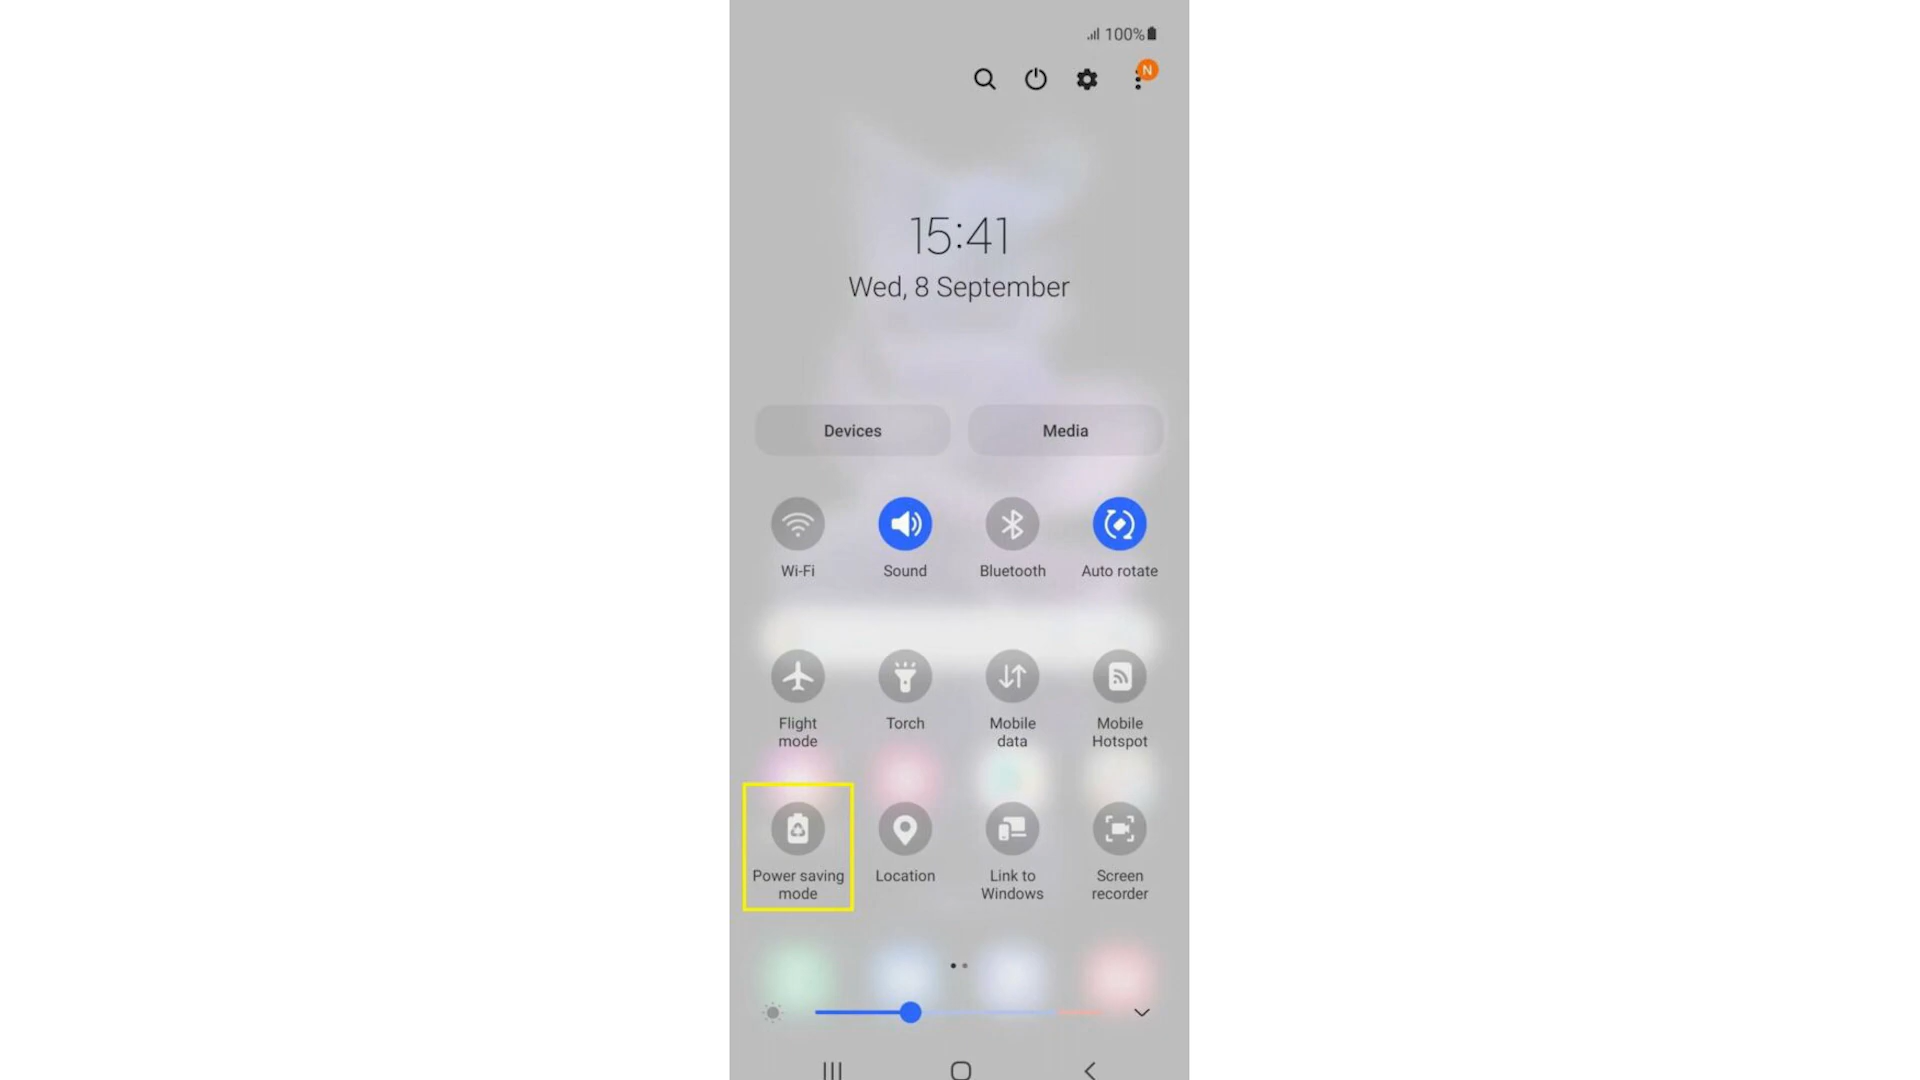 100%
N
15:41
Wed, 8 September
Devices
Media
Wi-Fi
Sound
Bluetooth
Auto rotate
Flight
mode
Torch
Mobile
data
Mobile
Hotspot
Power saving
mode
Location
Link to
Windows
Screen
recorder